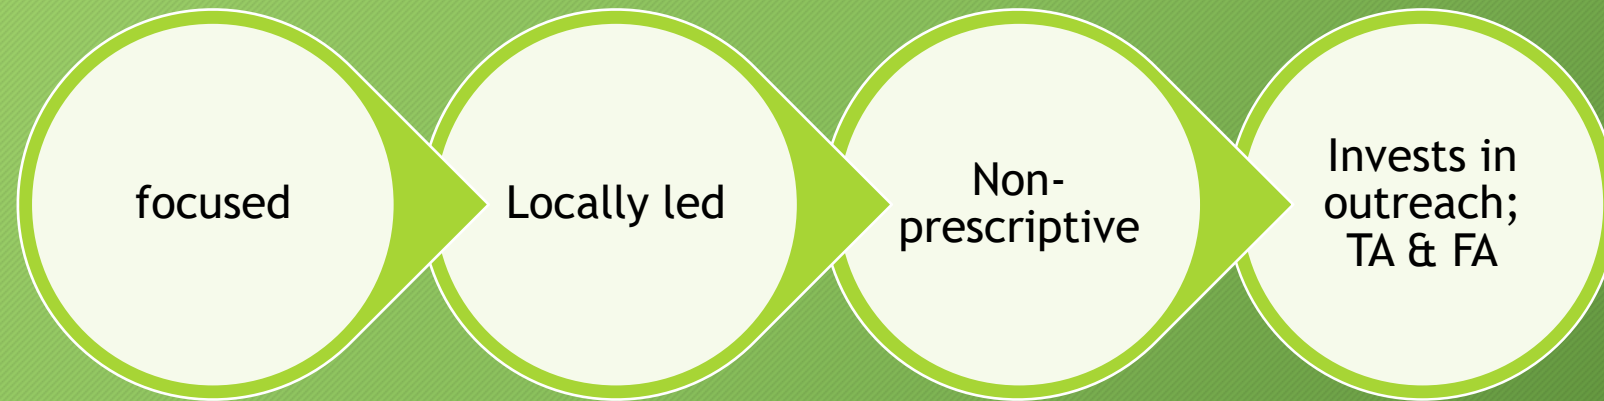 focused
Locally led
Non-
prescriptive
Invests in
outreach;
TA & FA